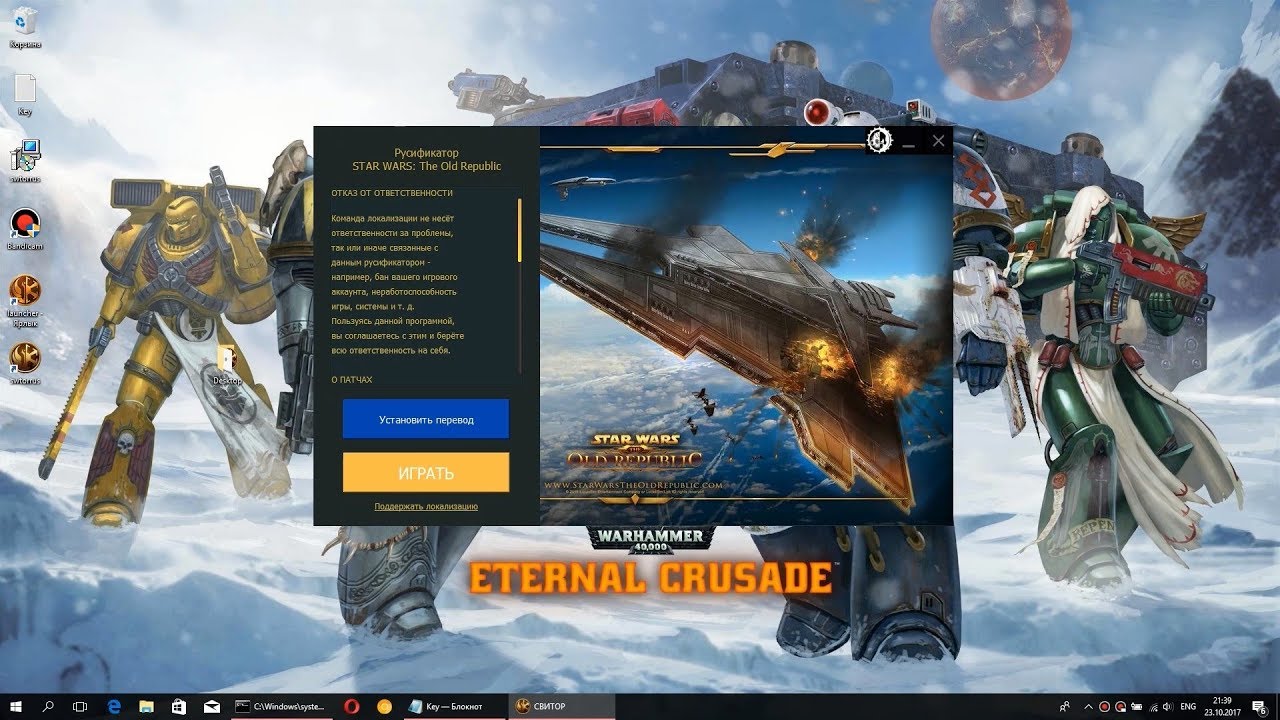 Корзина
Key
swtorrus
bandicam
launcher -
Ярлык
swtorrus
Desktop
Русификатор
STAR WARS: The Old Republic
ОТКАЗ ОТ ОТВЕТСТВЕННОСТИ
Команда локализации не несёт
ответственности за проблемы,
так или иначе связанные с
данным русификатором -
например, бан вашего игрового
аккаунта, неработоспособность
игры, системы и т. д.
Пользуясь данной программой,
вы соглашаетесь с этим и берёте
всю ответственность на себя.
О ПАТЧАХ
Установить перевод
ИГРАТЬ
Поддержать локализацию
STAR WARS
THE
OLD REPUBLIC
WWW.STARWARSTHEOLDREPUBLIC.COM
WARHAMMER
40,000
ETERNAL CRUSADE™
C:\Windows\syste...
Key — Блокнот
СВИТОР
ENG
21:39
23.10.2017